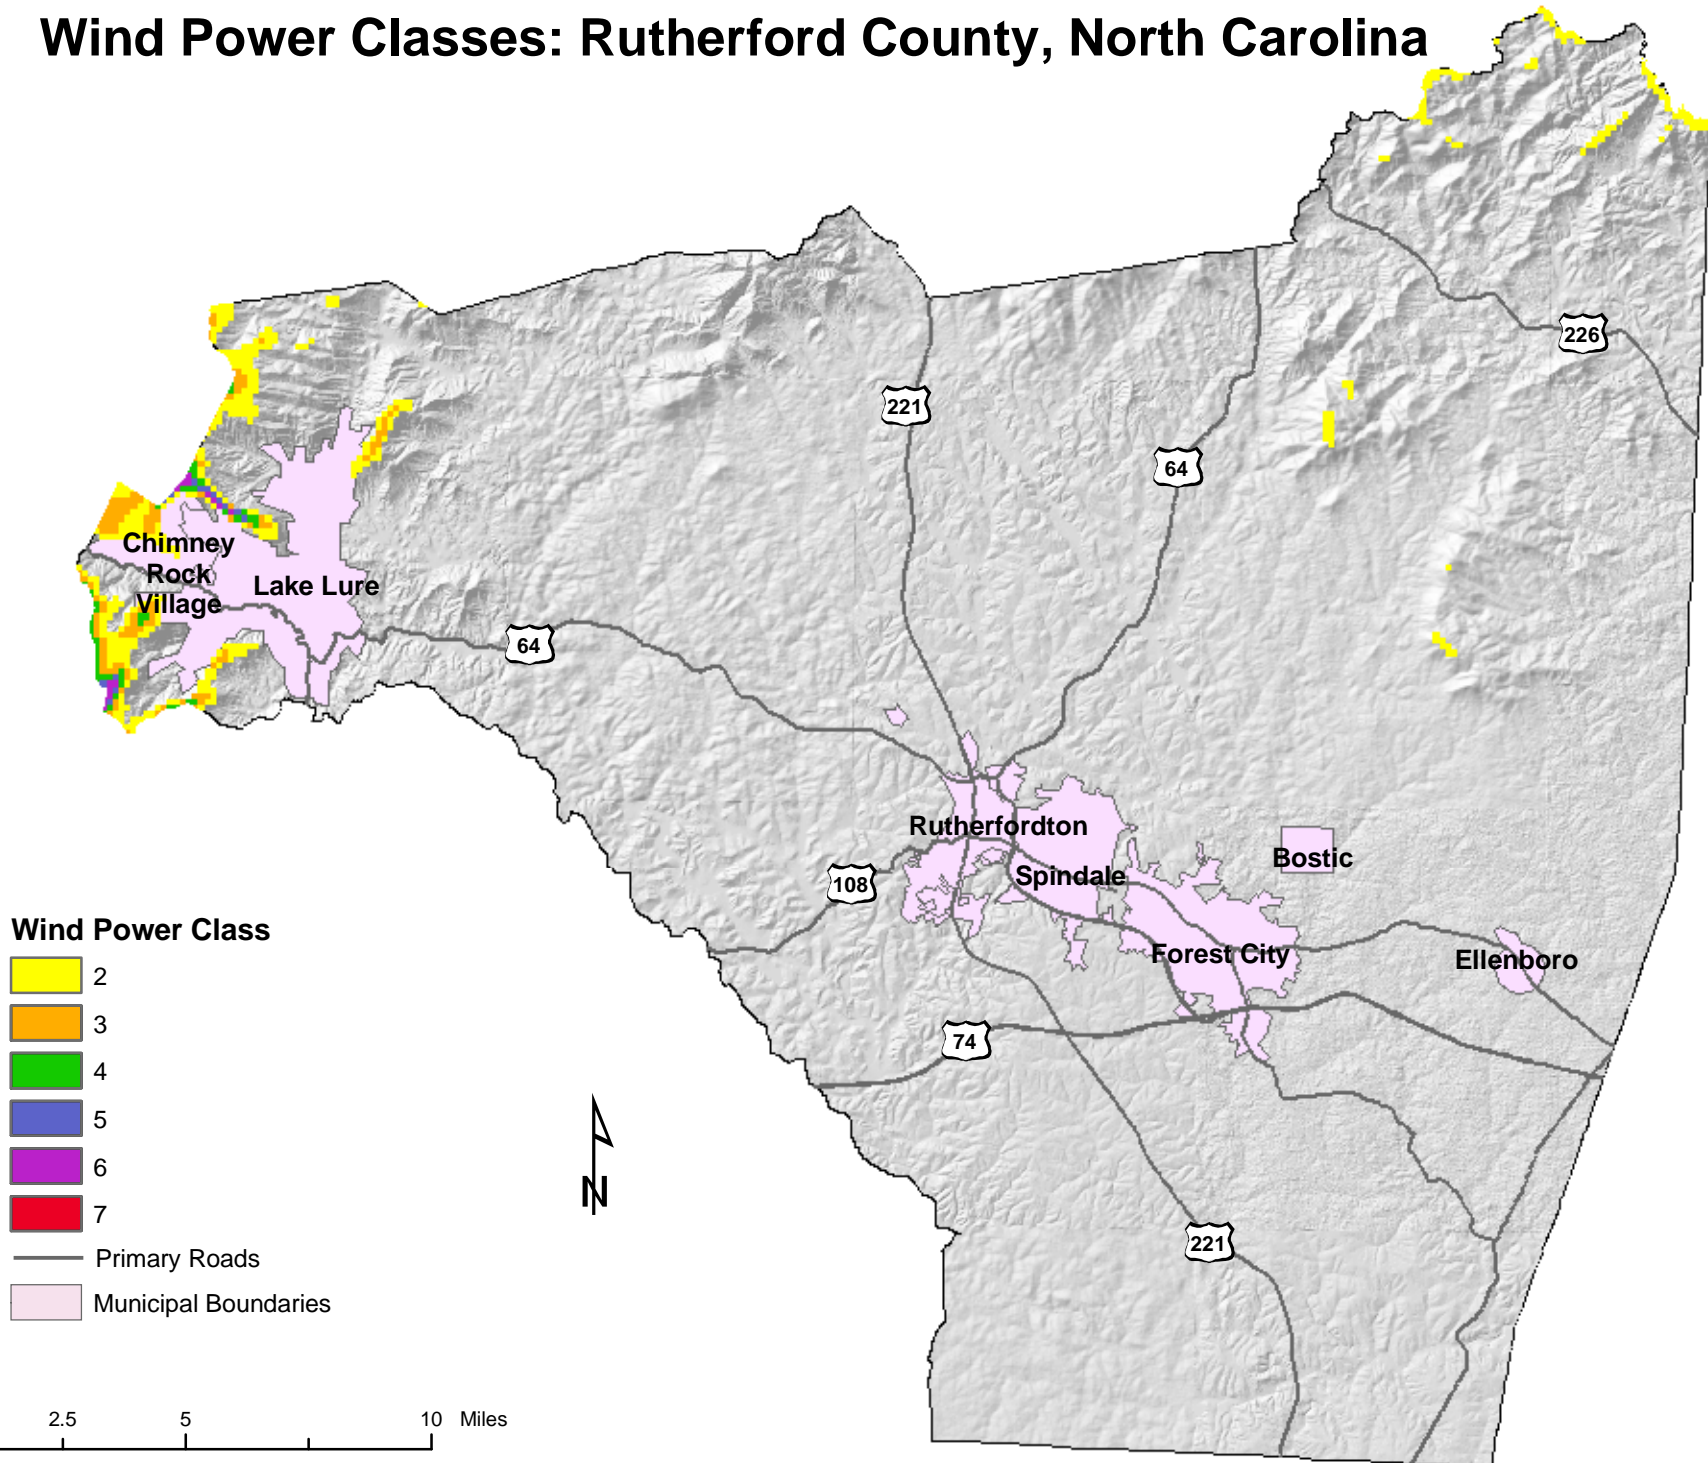 Wind Power Classes: Rutherford County, North Carolina
226
221
64
Chimney
Rock
Village
Lake Lure
64
Rutherfordton
Spindale
Bostic
108
Forest City
Ellenboro
74
221
Wind Power Class
2
3
4
5
6
7
Primary Roads
Municipal Boundaries
N
2.5 5 10 Miles